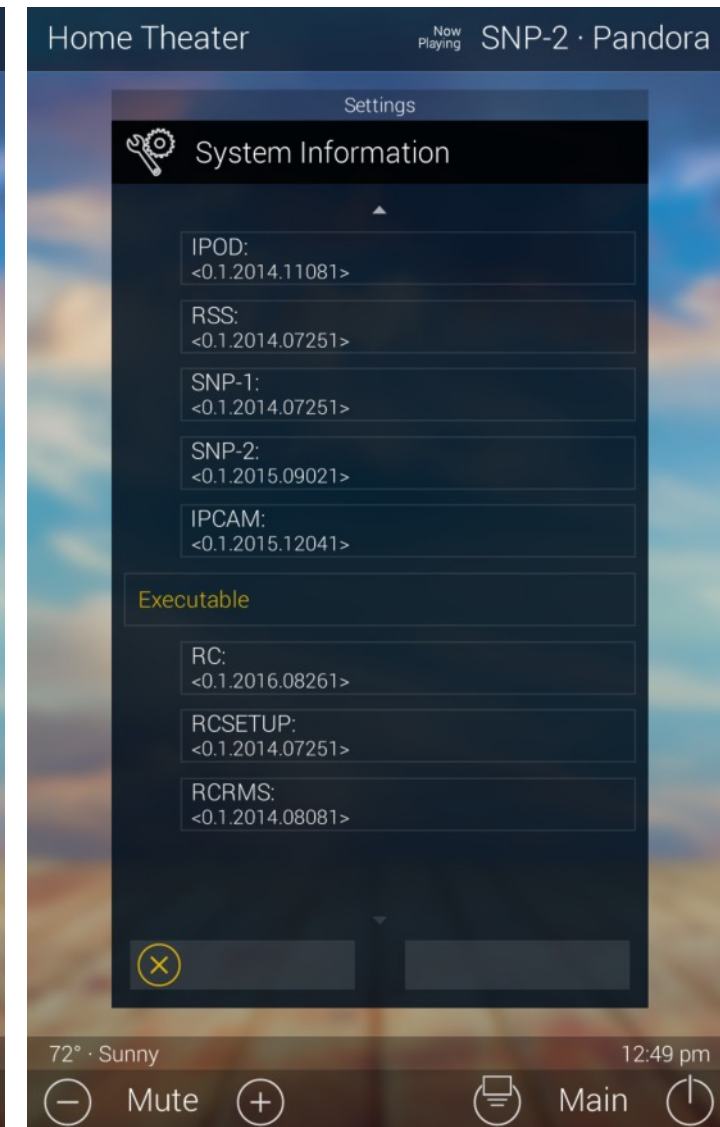 Home Theater
Now Playing
SNP-2 · Pandora
Settings
System Information
IPOD:
<0.1.2014.11081>
RSS:
<0.1.2014.07251>
SNP-1:
<0.1.2014.07251>
SNP-2:
<0.1.2015.09021>
IPCAM:
<0.1.2015.12041>
Executable
RC:
<0.1.2016.08261>
RCSETUP:
<0.1.2014.07251>
RCRMS:
<0.1.2014.08081>
72° · Sunny
12:49 pm
Mute
Main